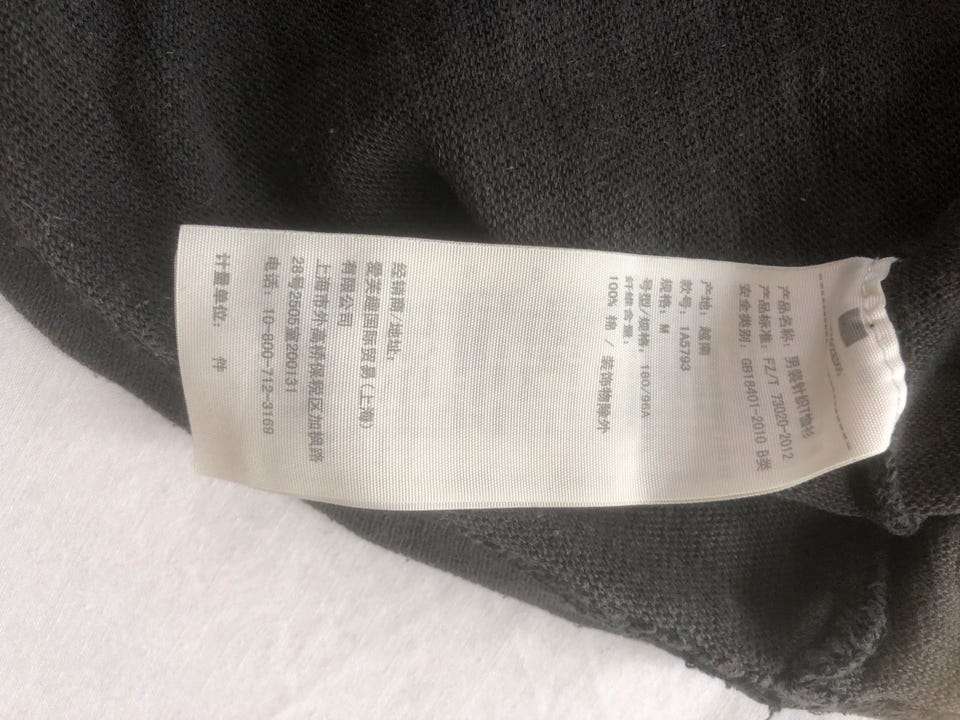 产品名称: 男装针织T恤衫
产品标准: FZ/T 73020-2012
安全类别: GB18401-2010 B类
产地: 越南
款号: 1A5793
规格: M
号型/规格: 180/96A
纤维含量:
100% 棉 / 装饰物除外
经销商/地址:
爱芙趣国际贸易(上海)
有限公司
上海市外高桥保税区加枫路
28号2605室200131
电话: 10-800-712-3169
计量单位: 件